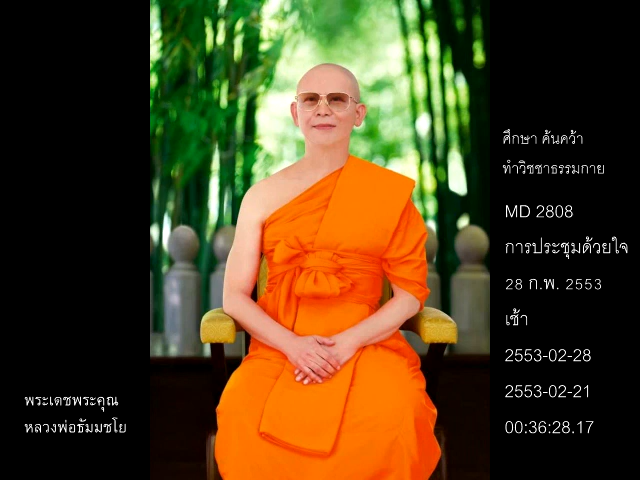 ศึกษา ค้นคว้า
ทำวิชชาธรรมกาย
MD 2808
การประชุมด้วยใจ
28 ก.พ. 2553
เช้า
2553-02-28
2553-02-21
00:36:28.17
พระเดชพระคุณ
หลวงพ่อธัมมชโย